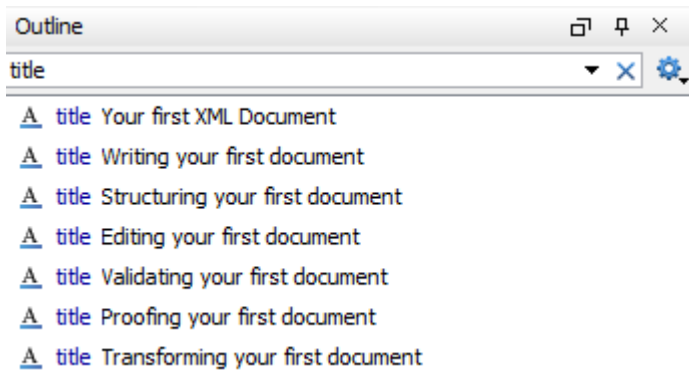 Outline
title
A title Your first XML Document
A title Writing your first document
A title Structuring your first document
A title Editing your first document
A title Validating your first document
A title Proofing your first document
A title Transforming your first document